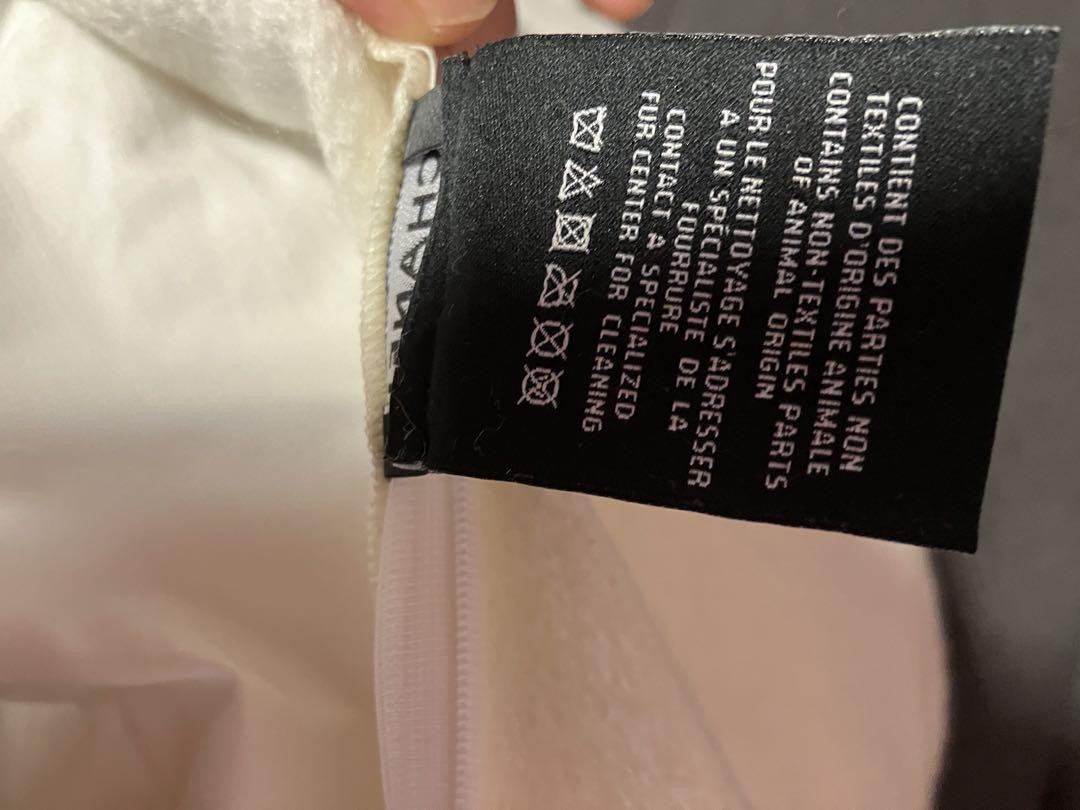 CONTIENT DES PARTIES NON
TEXTILES D'ORIGINE ANIMALE
CONTAINS NON-TEXTILES PARTS
OF ANIMAL ORIGIN
POUR LE NETTOYAGE S'ADRESSER
A UN SPÉCIALISTE DE LA
FOURRURE
CONTACT A SPECIALIZED
FUR CENTER FOR CLEANING